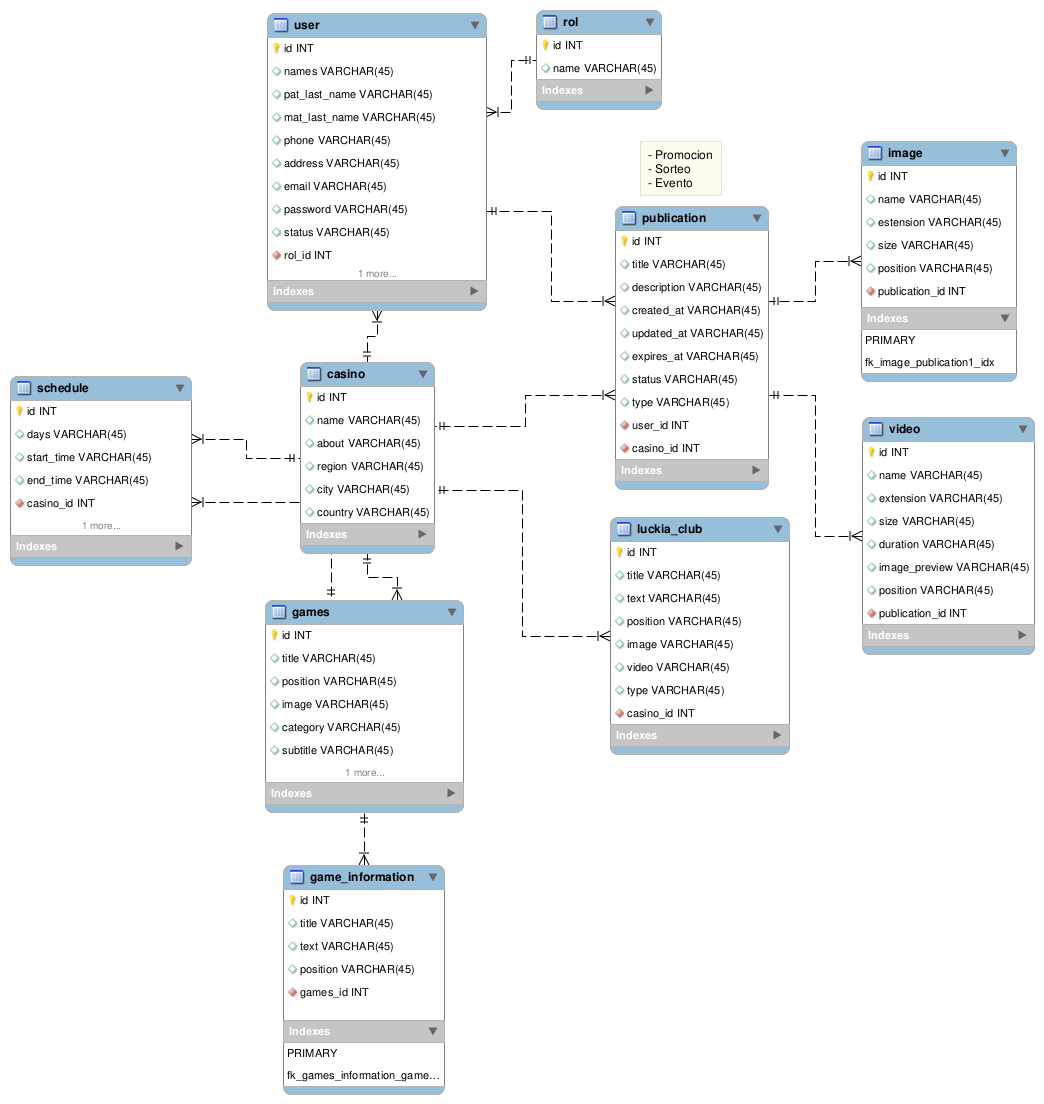 user
id INT
names VARCHAR(45)
pat_last_name VARCHAR(45)
mat_last_name VARCHAR(45)
phone VARCHAR(45)
address VARCHAR(45)
email VARCHAR(45)
password VARCHAR(45)
status VARCHAR(45)
rol_id INT
1 more...
Indexes
rol
id INT
name VARCHAR(45)
Indexes
- Promocion
- Sorteo
- Evento
publication
id INT
title VARCHAR(45)
description VARCHAR(45)
created_at VARCHAR(45)
updated_at VARCHAR(45)
expires_at VARCHAR(45)
status VARCHAR(45)
type VARCHAR(45)
user_id INT
casino_id INT
Indexes
image
id INT
name VARCHAR(45)
estension VARCHAR(45)
size VARCHAR(45)
position VARCHAR(45)
publication_id INT
Indexes
PRIMARY
fk_image_publication1_idx
schedule
id INT
days VARCHAR(45)
start_time VARCHAR(45)
end_time VARCHAR(45)
casino_id INT
1 more...
Indexes
casino
id INT
name VARCHAR(45)
about VARCHAR(45)
region VARCHAR(45)
city VARCHAR(45)
country VARCHAR(45)
Indexes
video
id INT
name VARCHAR(45)
extension VARCHAR(45)
size VARCHAR(45)
duration VARCHAR(45)
image_preview VARCHAR(45)
position VARCHAR(45)
publication_id INT
Indexes
luckia_club
id INT
title VARCHAR(45)
text VARCHAR(45)
position VARCHAR(45)
image VARCHAR(45)
video VARCHAR(45)
type VARCHAR(45)
casino_id INT
Indexes
games
id INT
title VARCHAR(45)
position VARCHAR(45)
image VARCHAR(45)
category VARCHAR(45)
subtitle VARCHAR(45)
1 more...
Indexes
game_information
id INT
title VARCHAR(45)
text VARCHAR(45)
position VARCHAR(45)
games_id INT
Indexes
PRIMARY
fk_games_information_game...